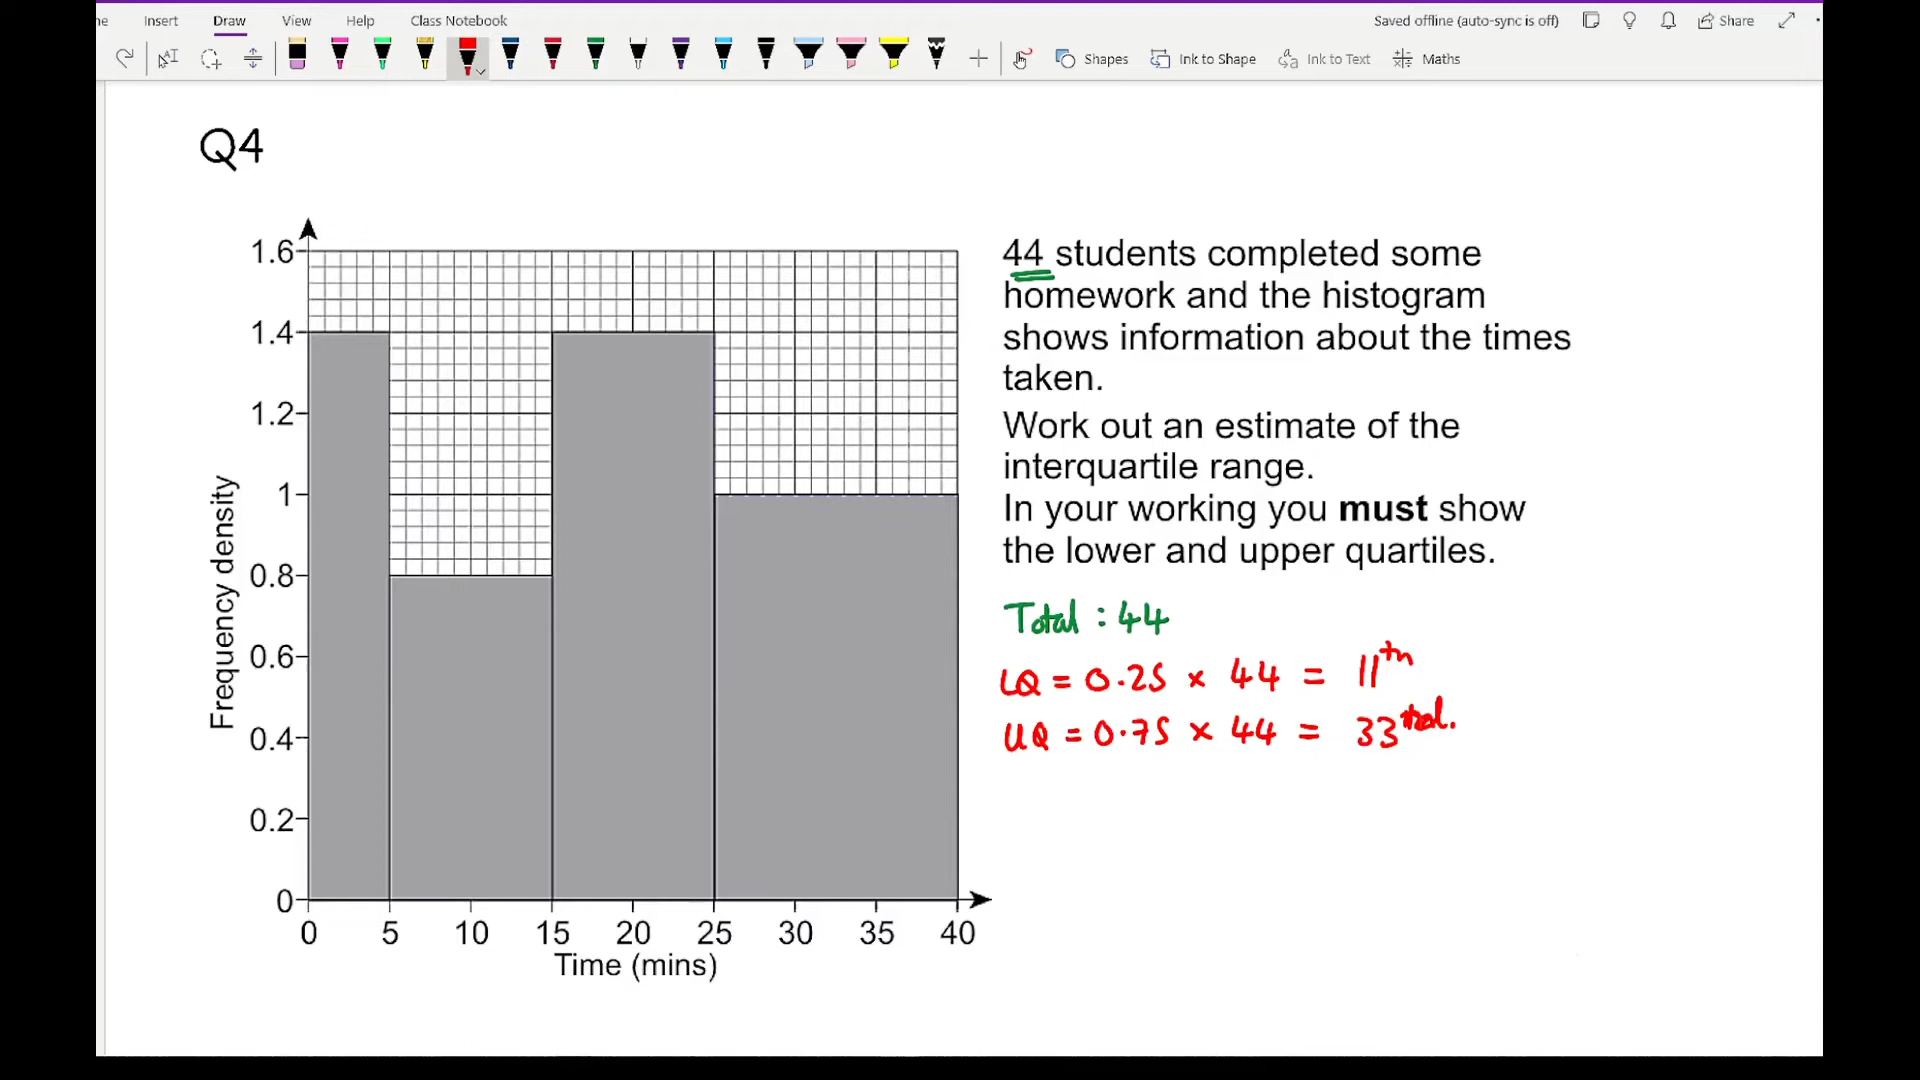 ne Insert Draw View Help Class Notebook Saved offline (auto-sync is off) Share
Shapes Ink to Shape Ink to Text Maths
Q4
44 students completed some
homework and the histogram
shows information about the times
taken.
Work out an estimate of the
interquartile range.
In your working you must show
the lower and upper quartiles.
Total : 44
LQ = 0.25 × 44 = 11th
UQ = 0.75 × 44 = 33
Frequency density
1.6
1.4
1.2
1
0.8
0.6
0.4
0.2
0
0 5 10 15 20 25 30 35 40
Time (mins)